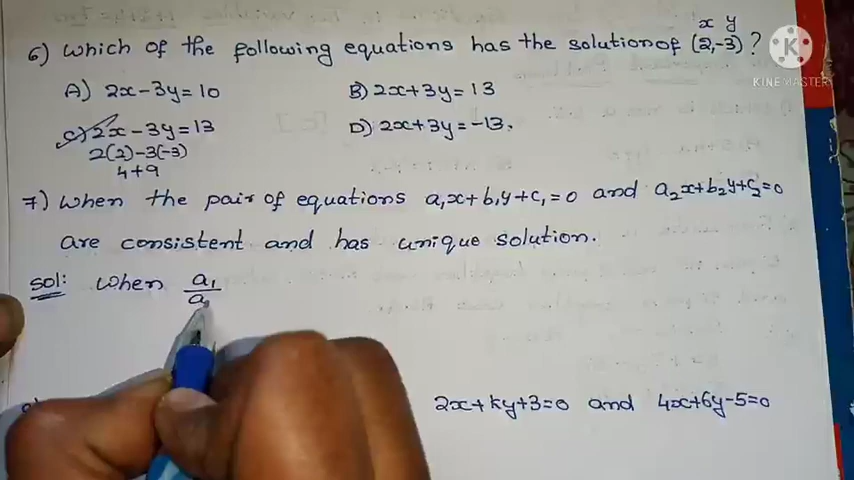 6) Which of the following equations has the solution of (2,-3) ?
x y
A) 2x-3y=10
B) 2x+3y=13
C) 2x-3y=13
D) 2x+3y=-13.
2(2)-3(-3)
4+9
7) When the pair of equations a₁x+b₁y+c₁=0 and a₂x+b₂y+c₂=0
are consistent and has unique solution.
Sol: When a₁/a
2x+ky+3=0 and 4x+6y-5=0
K
KINEMASTER